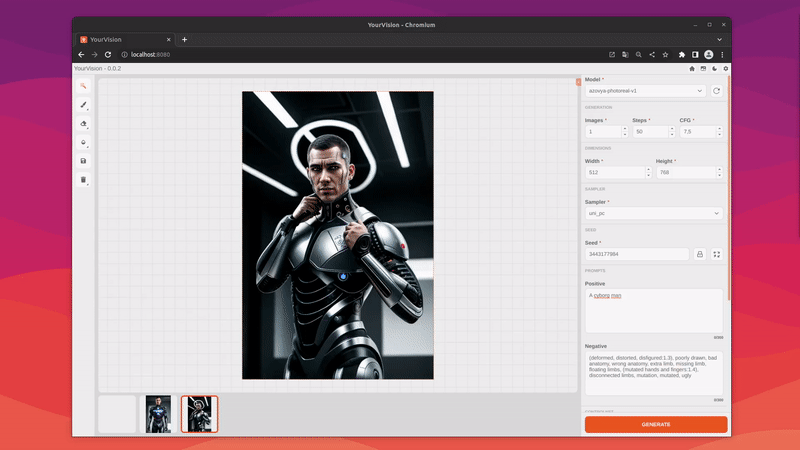 YourVision - Chromium
YourVision
localhost:8080
YourVision - 0.0.2
Model *
azovya-photoreal-v1
GENERATION
Images *
Steps *
CFG *
1
50
7,5
DIMENSIONS
Width *
Height *
512
768
SAMPLER
Sampler *
uni_pc
SEED
Seed *
3443177984
PROMPTS
Positive
A cyborg man
Negative
(deformed, distorted, disfigured:1.3), poorly drawn, bad
anatomy, wrong anatomy, extra limb, missing limb,
floating limbs, (mutated hands and fingers:1.4),
disconnected limbs, mutation, mutated, ugly
GENERATE